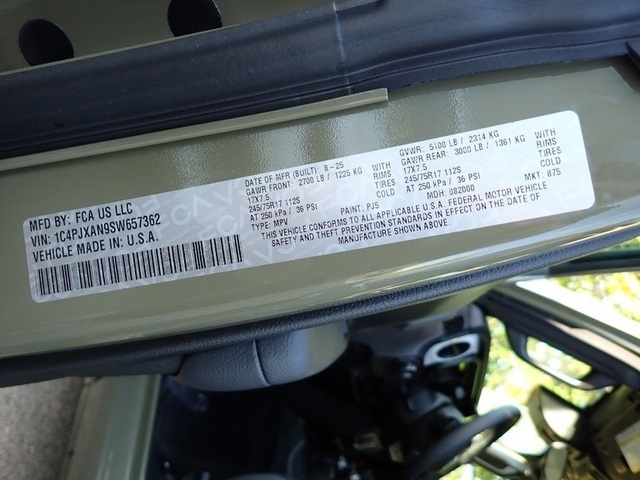 MFD BY: FCA US LLC
VIN: 1C4PJXAN9SW657362
VEHICLE MADE IN U.S.A.
DATE OF MFR (BUILT): 8-25
GAWR FRONT: 2700 LB / 1225 KG WITH
17X7.5 RIMS
245/75R17 112S TIRES
AT 250 kPa / 36 PSI COLD
MPV PAINT: PJ5
GVWR: 5100 LB / 2314 KG
GAWR REAR: 3000 LB / 1361 KG WITH
17X7.5 RIMS
245/75R17 112S TIRES
AT 250 kPa / 36 PSI COLD
MDH: 082000 MKT: 875
CONFORMS TO ALL APPLICABLE U.S.A. FEDERAL MOTOR VEHICLE
SAFETY AND THEFT PREVENTION STANDARDS IN EFFECT ON THE DATE OF
MANUFACTURE SHOWN ABOVE